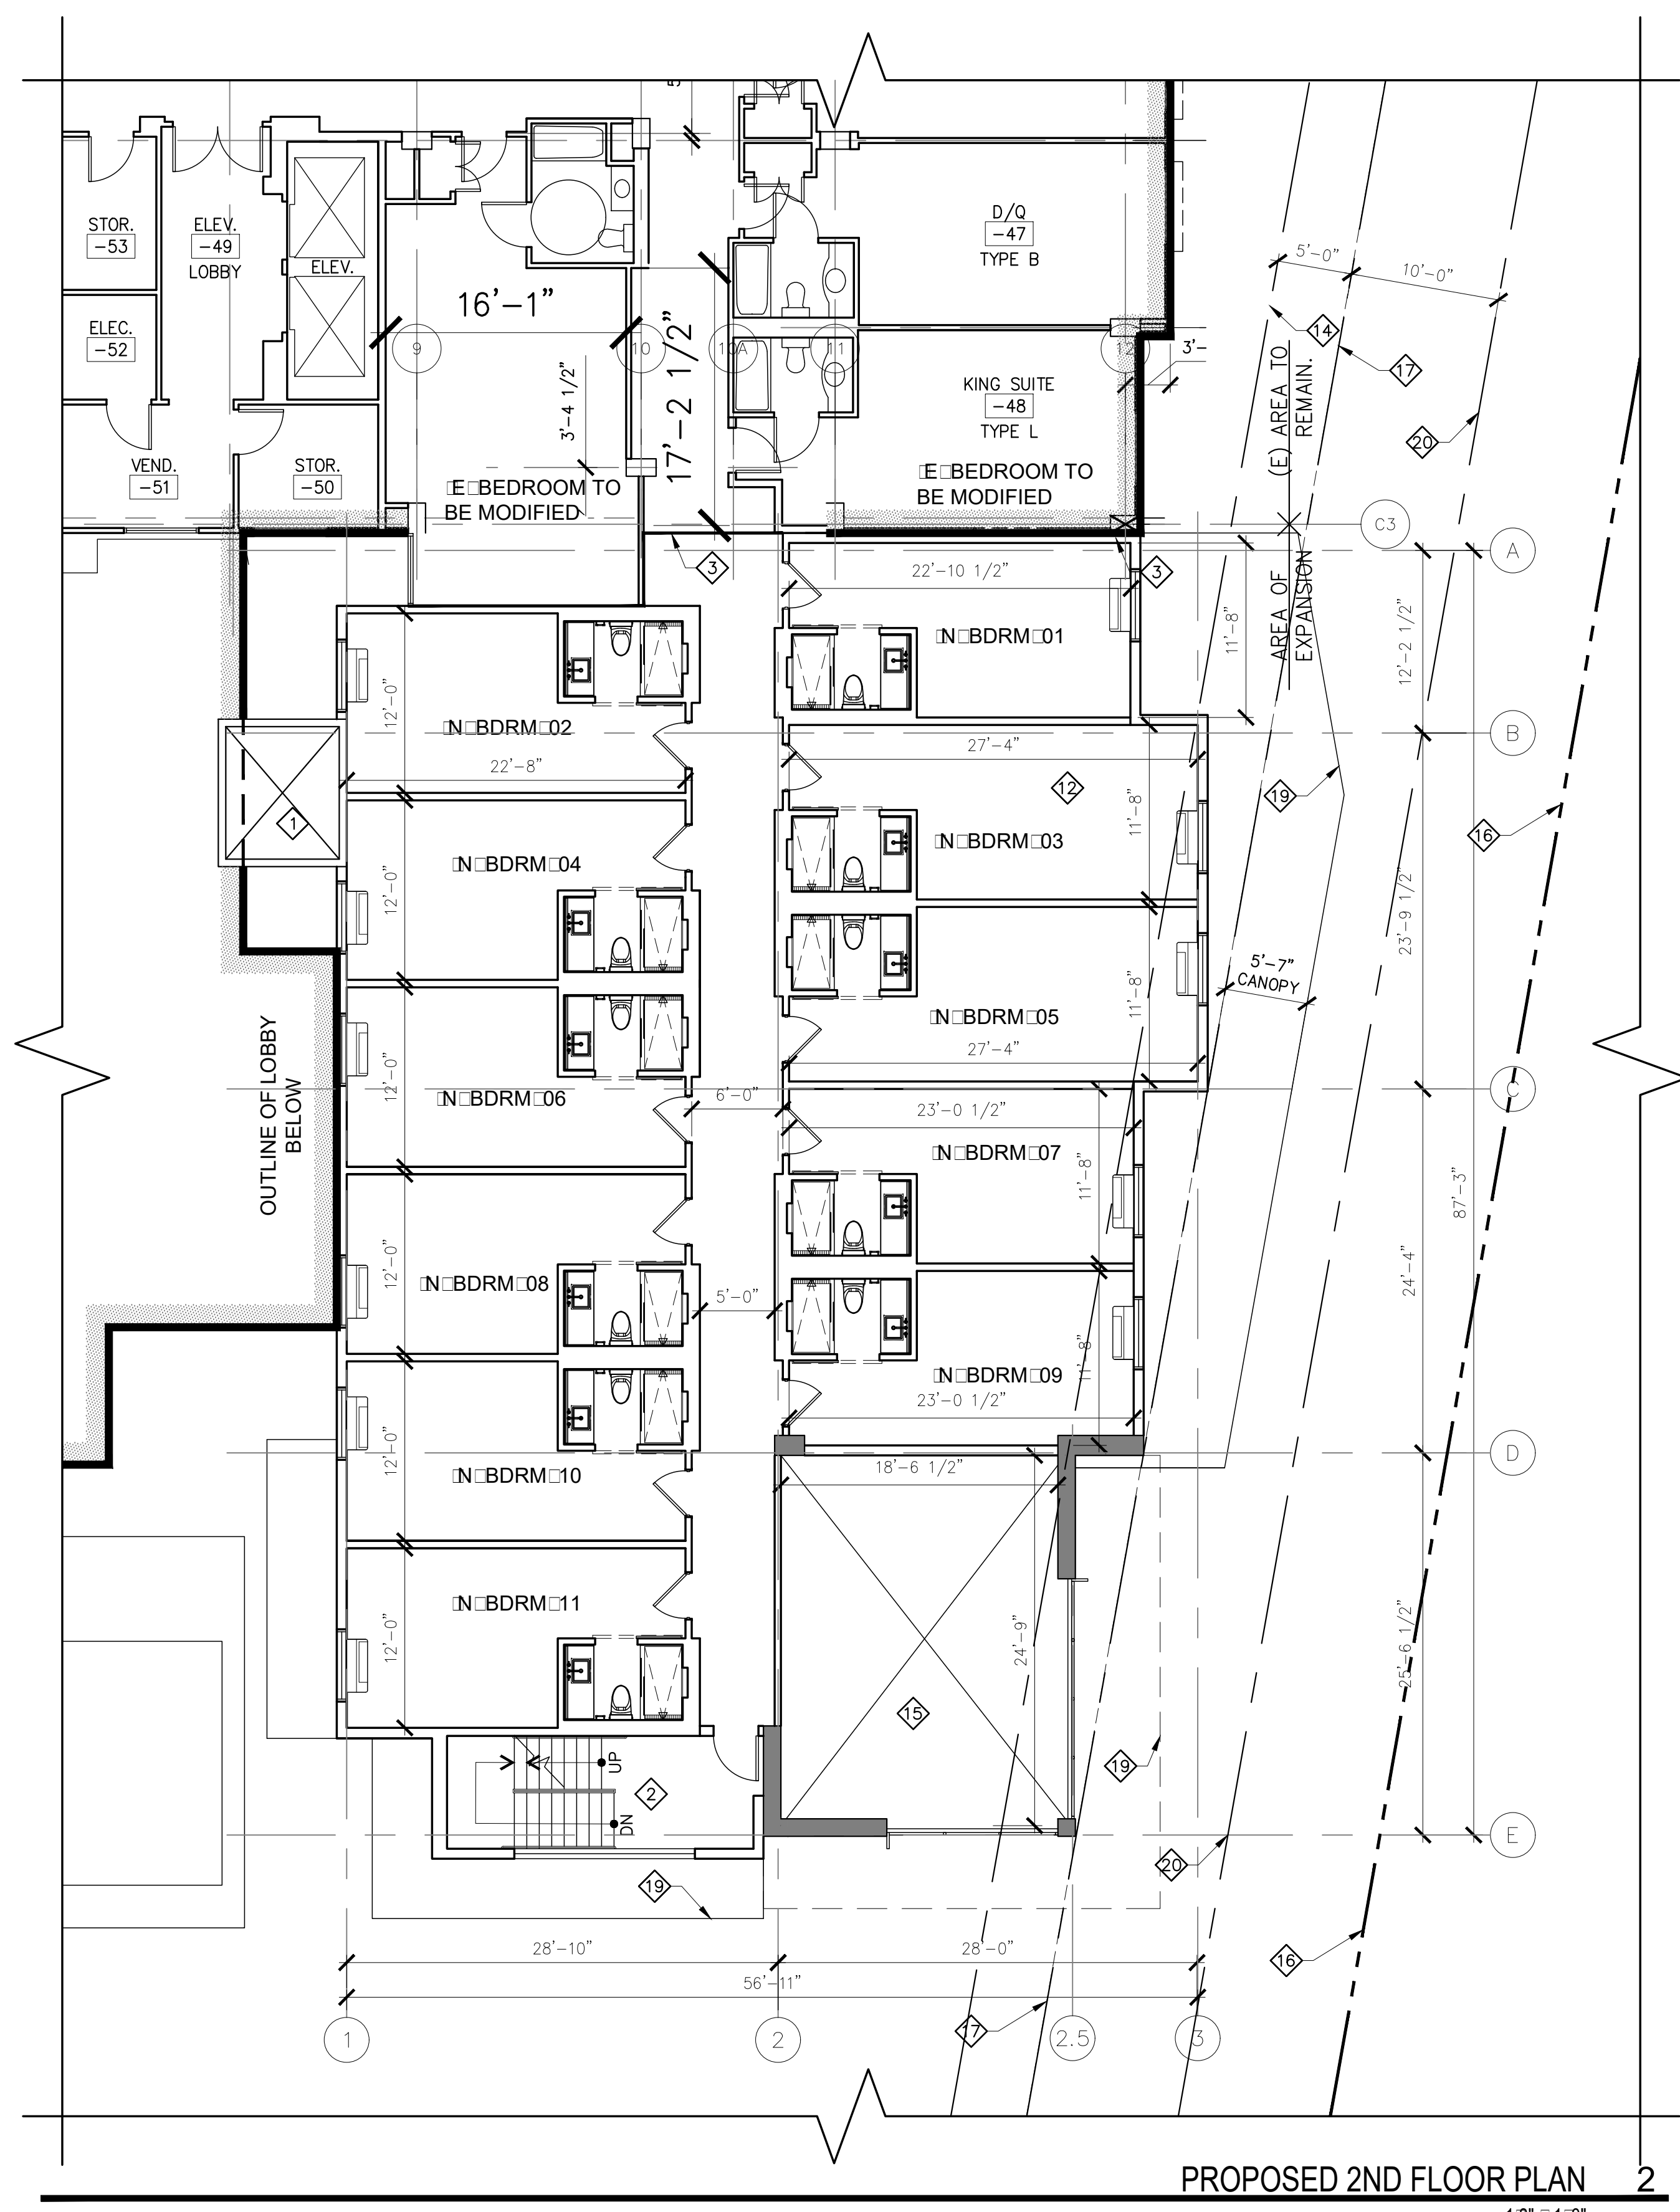 STOR.
-53
ELEV.
-49
LOBBY
ELEV.
ELEC.
-52
VEND.
-51
STOR.
-50
16'-1"
9
10
10A
11
12
3'-
3'-4 1/2"
17'-2 1/2"
D/Q
-47
TYPE B
KING SUITE
-48
TYPE L
E BEDROOM TO
BE MODIFIED
E BEDROOM TO
BE MODIFIED
5'-0"
10'-0"
14
17
20
(E) AREA TO
REMAIN.
AREA OF
EXPANSION
C3
A
3
3
22'-10 1/2"
11'-8"
12'-2 1/2"
N BDRM 01
12'-0"
N BDRM 02
22'-8"
B
27'-4"
12
11'-8"
19
16
1
N BDRM 03
12'-0"
N BDRM 04
23'-9 1/2"
5'-7"
CANOPY
11'-8"
N BDRM 05
27'-4"
OUTLINE OF LOBBY
BELOW
12'-0"
N BDRM 06
6'-0"
C
23'-0 1/2"
N BDRM 07
11'-8"
87'-3"
12'-0"
N BDRM 08
5'-0"
24'-4"
11'-8"
N BDRM 09
23'-0 1/2"
12'-0"
N BDRM 10
D
18'-6 1/2"
12'-0"
N BDRM 11
24'-9"
25'-6 1/2"
15
UP
DN
2
19
E
20
19
16
28'-10"
28'-0"
56'-11"
17
1
2
2.5
3
PROPOSED 2ND FLOOR PLAN 2